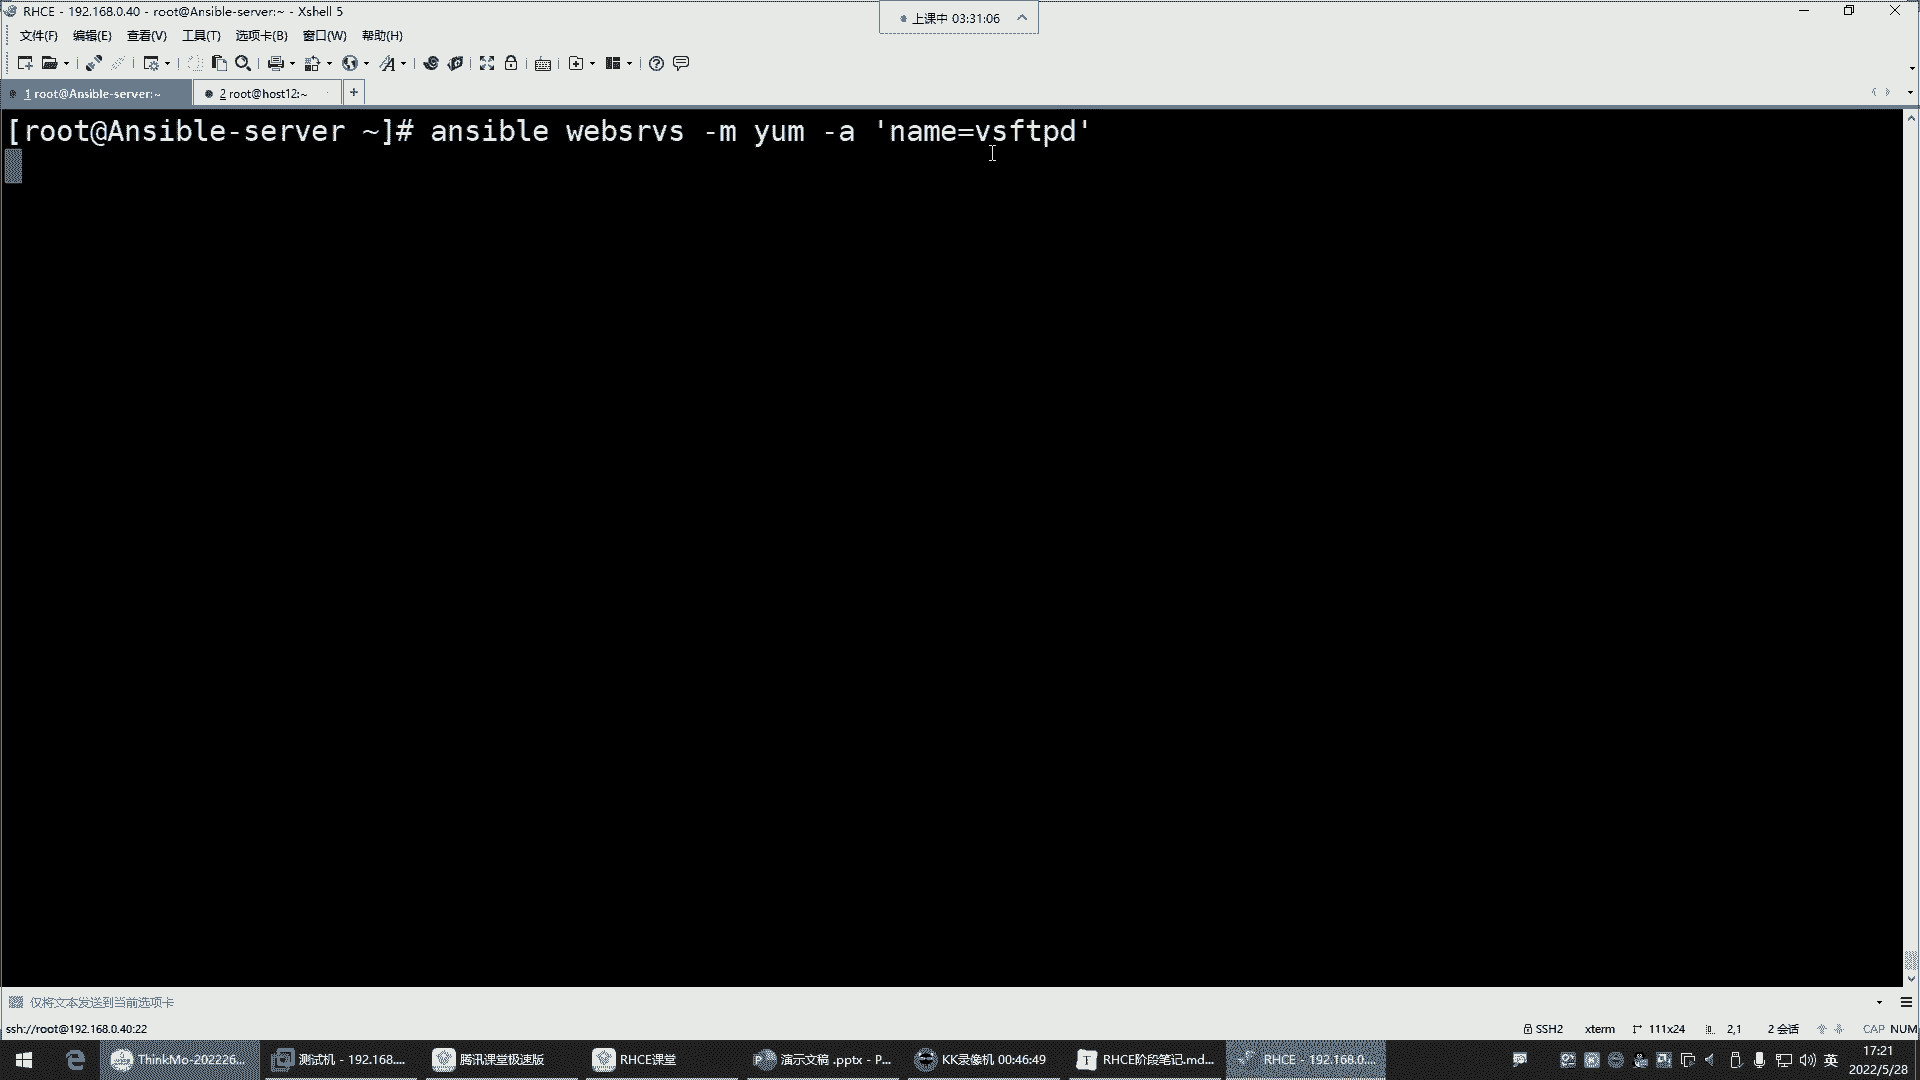 RHCE - 192.168.0.40 - root@Ansible-server:~ - Xshell 5
上课中 03:31:06
文件(F) 编辑(E) 查看(V) 工具(T) 选项卡(B) 窗口(W) 帮助(H)
1 root@Ansible-server:~
2 root@host12:~
[root@Ansible-server ~]# ansible websrvs -m yum -a 'name=vsftpd'
仅将文本发送到当前选项卡
ssh://root@192.168.0.40:22
SSH2 xterm 111x24 2,1 2 会话 CAP NUM
ThinkMo-202226... 测试机 - 192.168.... 腾讯课堂极速版 RHCE课堂 演示文稿 .pptx - P... KK录像机 00:46:49 RHCE阶段笔记.md... RHCE - 192.168.0.... 英 17:21
2022/5/28